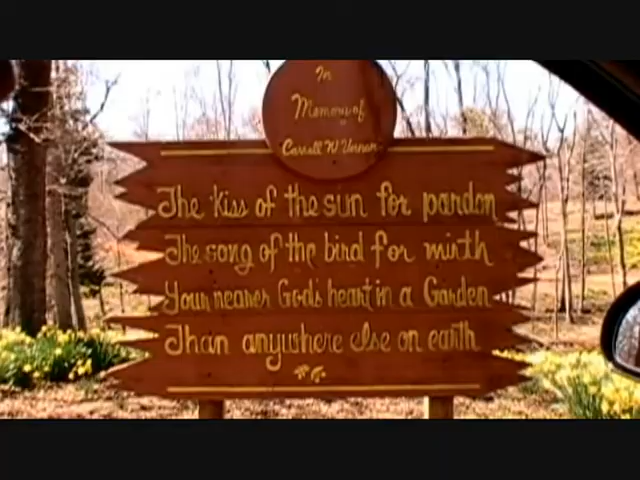 In
Memory of
Carroll W. Vernon
The kiss of the sun for pardon
The song of the bird for mirth
Your nearer God's heart in a Garden
Than anywhere else on earth